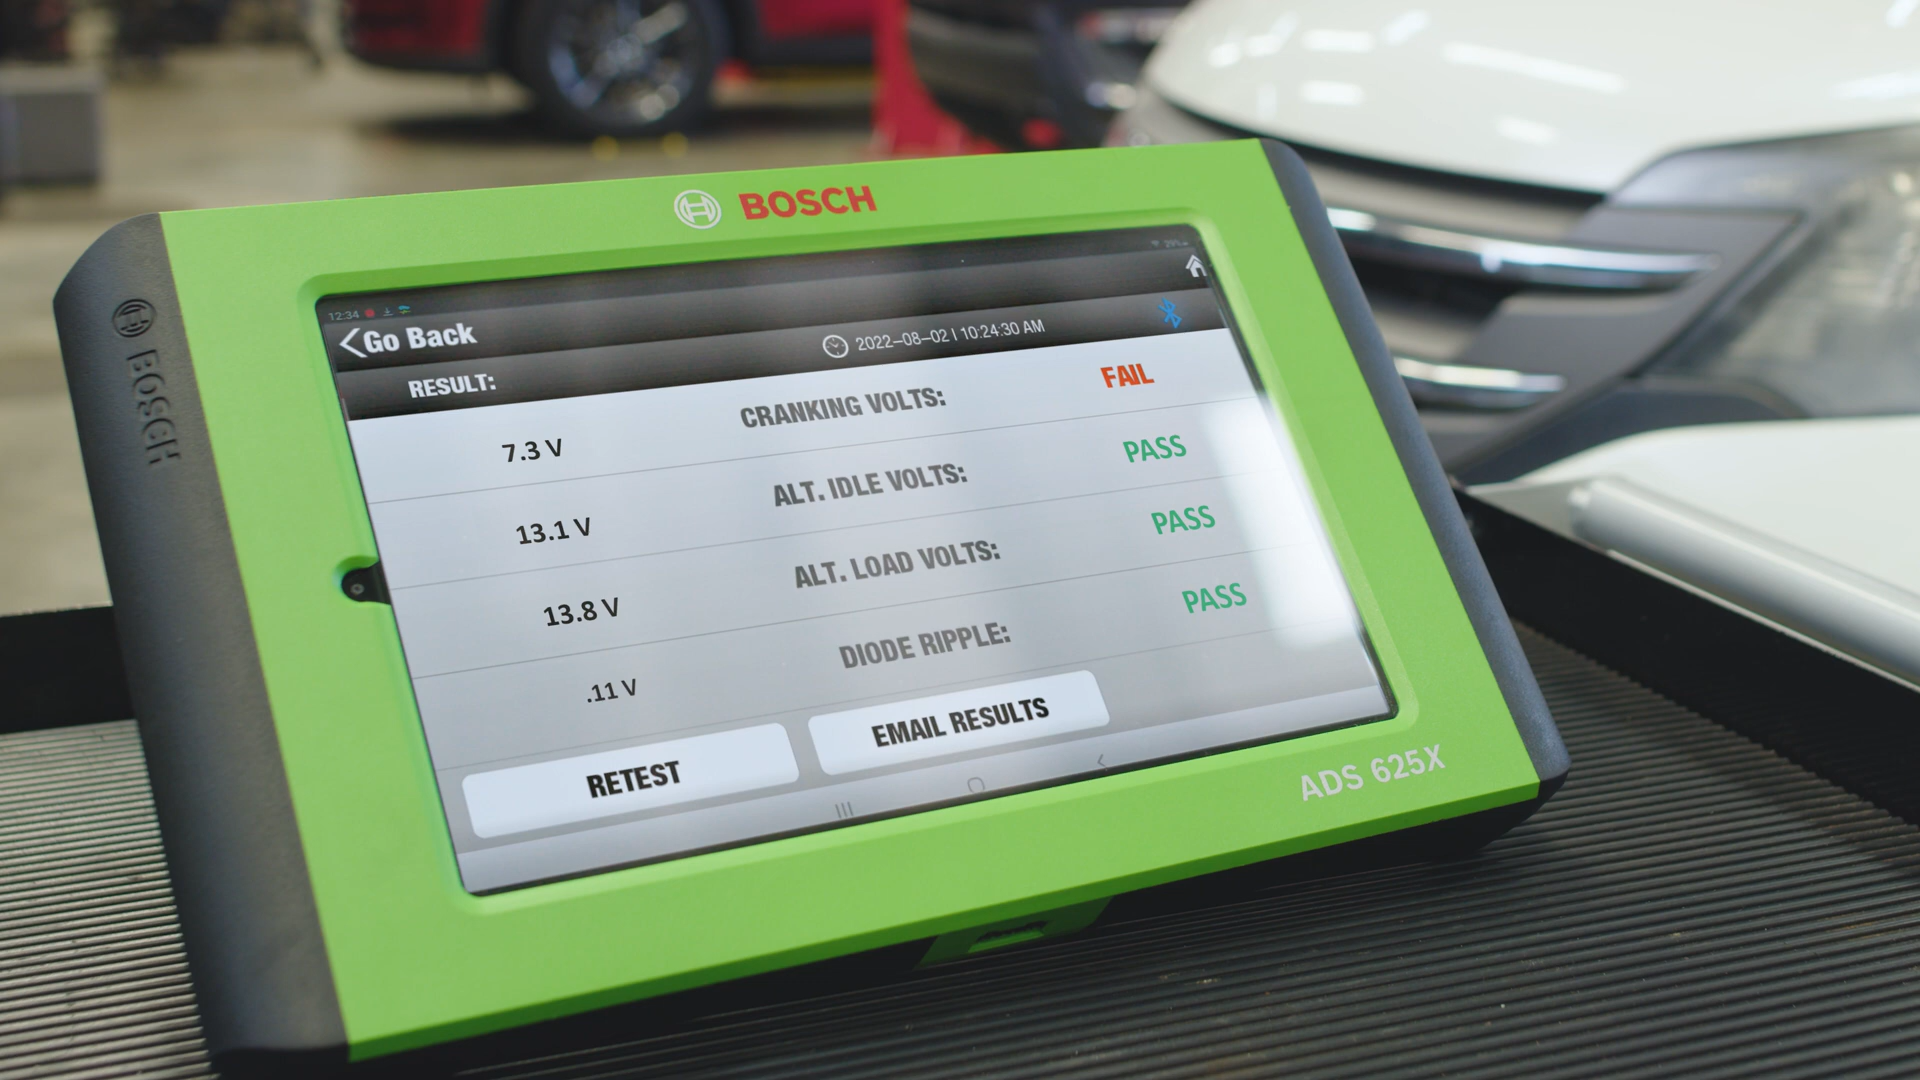 BOSCH
BOSCH
12:34
29%
Go Back
2022-08-02 | 10:24:30 AM
RESULT:
7.3 V CRANKING VOLTS: FAIL
13.1 V ALT. IDLE VOLTS: PASS
13.8 V ALT. LOAD VOLTS: PASS
.11 V DIODE RIPPLE: PASS
RETEST EMAIL RESULTS
ADS 625X